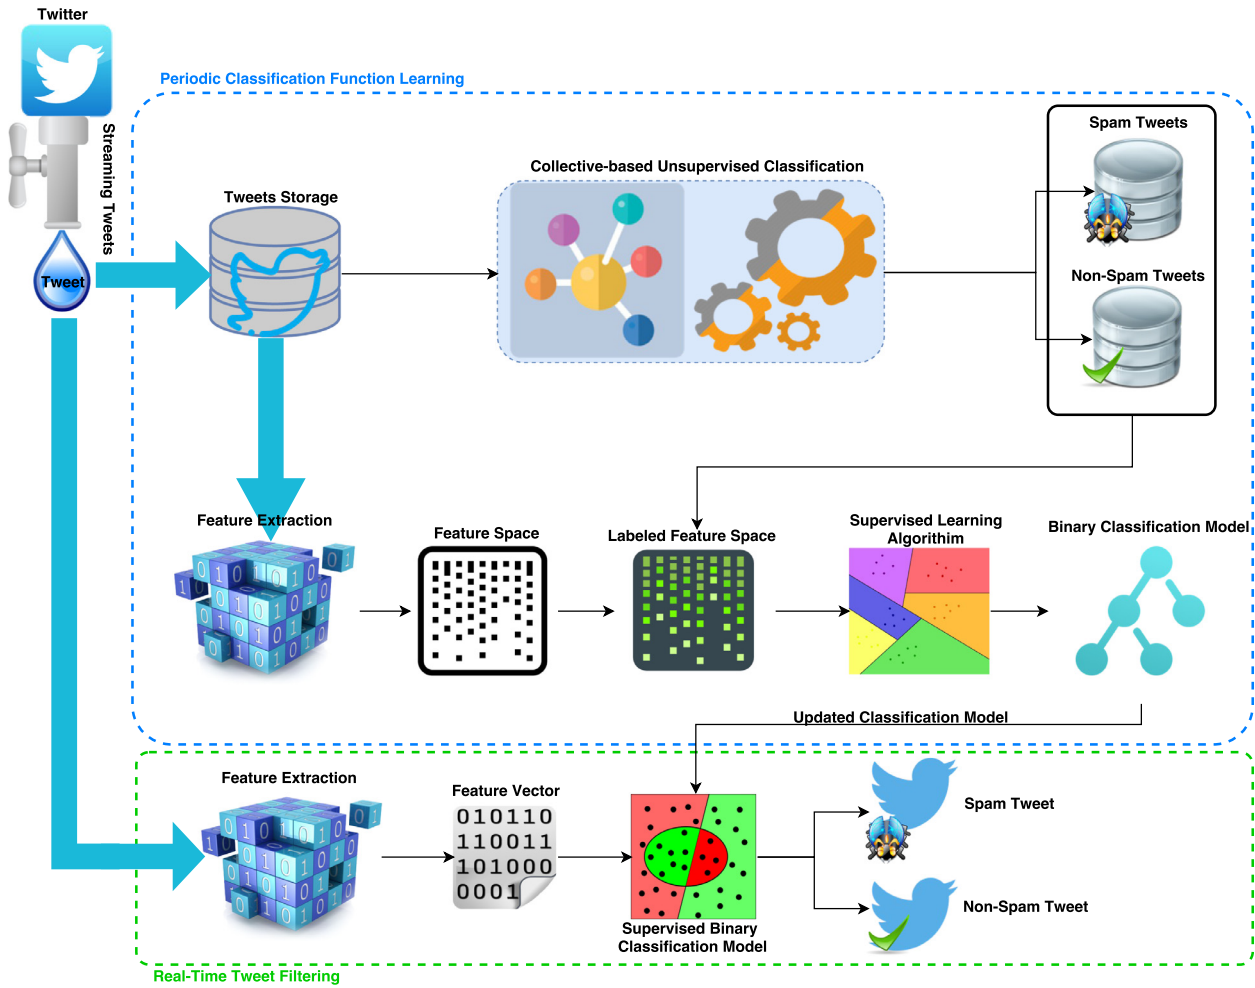 Twitter
Streaming Tweets
Tweet
Periodic Classification Function Learning
Tweets Storage
Collective-based Unsupervised Classification
Spam Tweets
Non-Spam Tweets
Feature Extraction
Feature Space
Labeled Feature Space
Supervised Learning
Algorithim
Binary Classification Model
Updated Classification Model
Feature Extraction
Feature Vector
010110
110011
101000
0001
Supervised Binary
Classification Model
Spam Tweet
Non-Spam Tweet
Real-Time Tweet Filtering